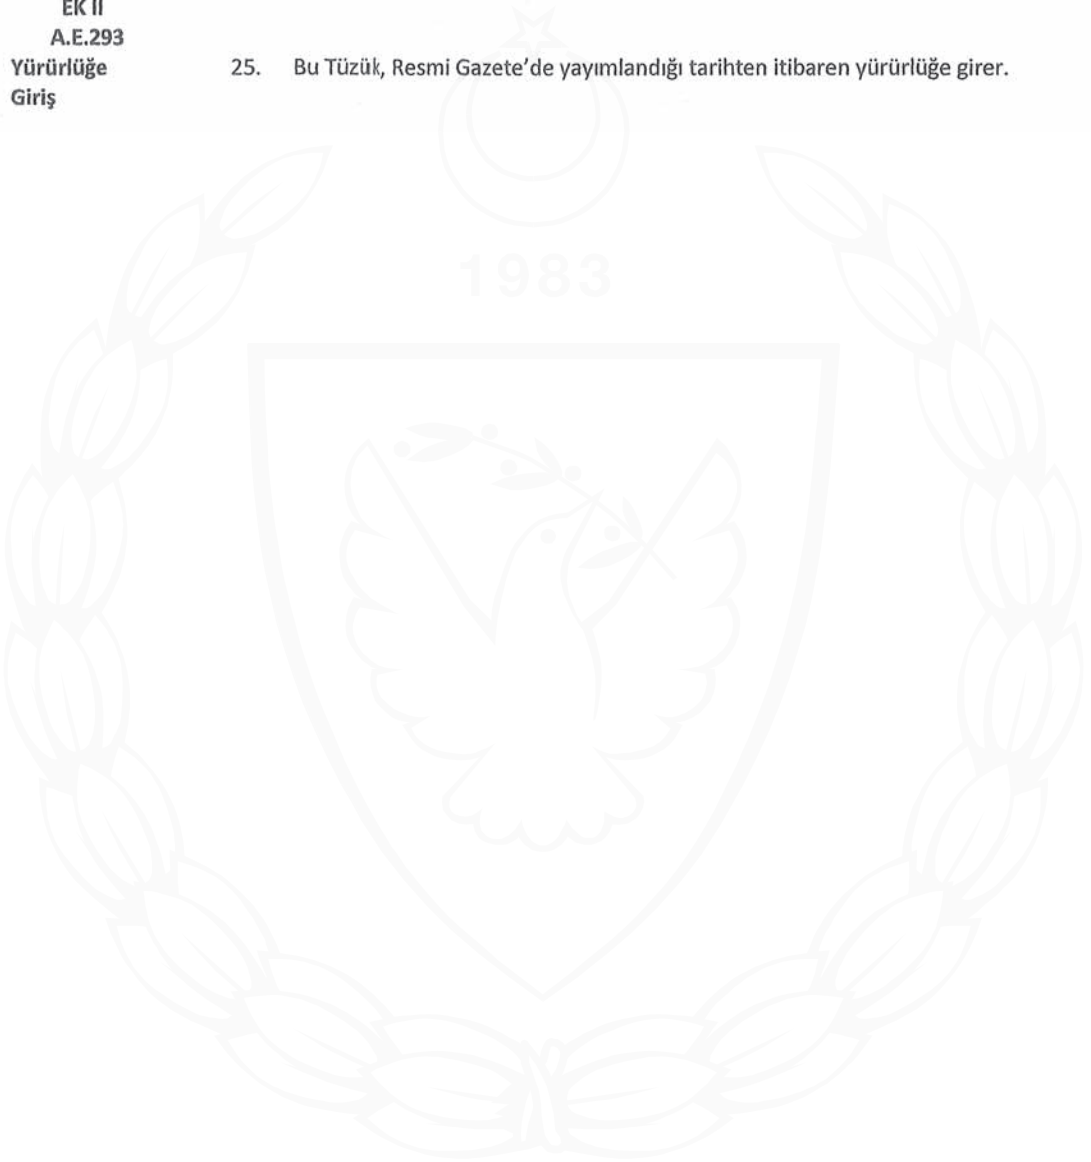 EK II
A.E.293
Yürürlüğe 25. Bu Tüzük, Resmi Gazete’de yayımlandığı tarihten itibaren yürürlüğe girer.
Giriş
1983